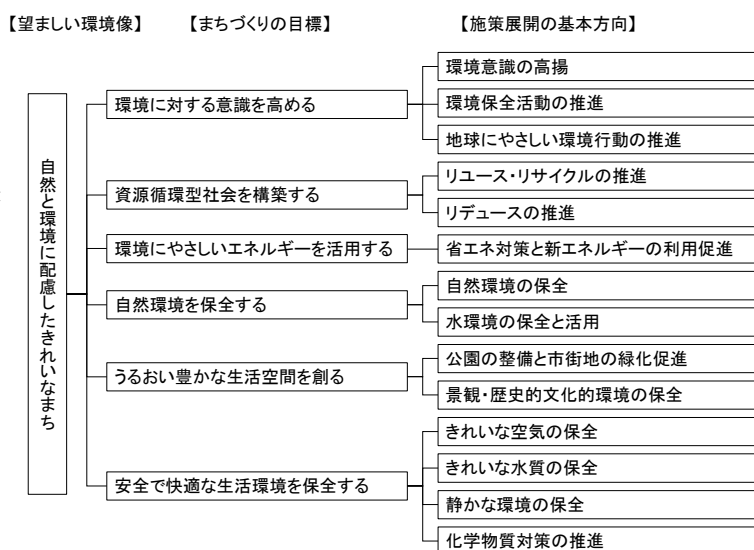 【望ましい環境像】 【まちづくりの目標】 【施策展開の基本方向】
自然と環境に配慮したきれいなまち
環境に対する意識を高める
環境意識の高揚
環境保全活動の推進
地球にやさしい環境行動の推進
資源循環型社会を構築する
リユース・リサイクルの推進
リデュースの推進
環境にやさしいエネルギーを活用する
省エネ対策と新エネルギーの利用促進
自然環境を保全する
自然環境の保全
水環境の保全と活用
うるおい豊かな生活空間を創る
公園の整備と市街地の緑化促進
景観・歴史的文化的環境の保全
安全で快適な生活環境を保全する
きれいな空気の保全
きれいな水質の保全
静かな環境の保全
化学物質対策の推進